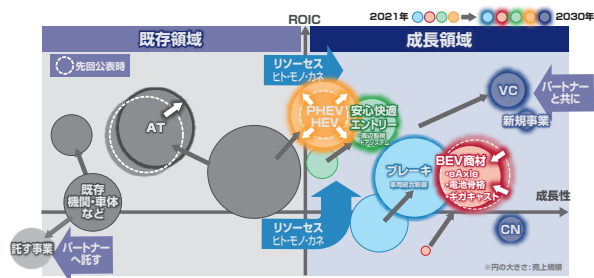 ROIC
2021年
2030年
既存領域
成長領域
先回公表時
リソーセス
ヒト・モノ・カネ
パートナー
と共に
VC
新規事業
AT
PHEV
HEV
安心快適
エントリー
ブレーキ
車両統合制御
BEV商材
・eAxle
・電池骨格
・ギガキャスト
成長性
既存
機関・車体
など
リソーセス
ヒト・モノ・カネ
CN
託す事業
パートナー
へ託す
※円の大きさ:売上規模